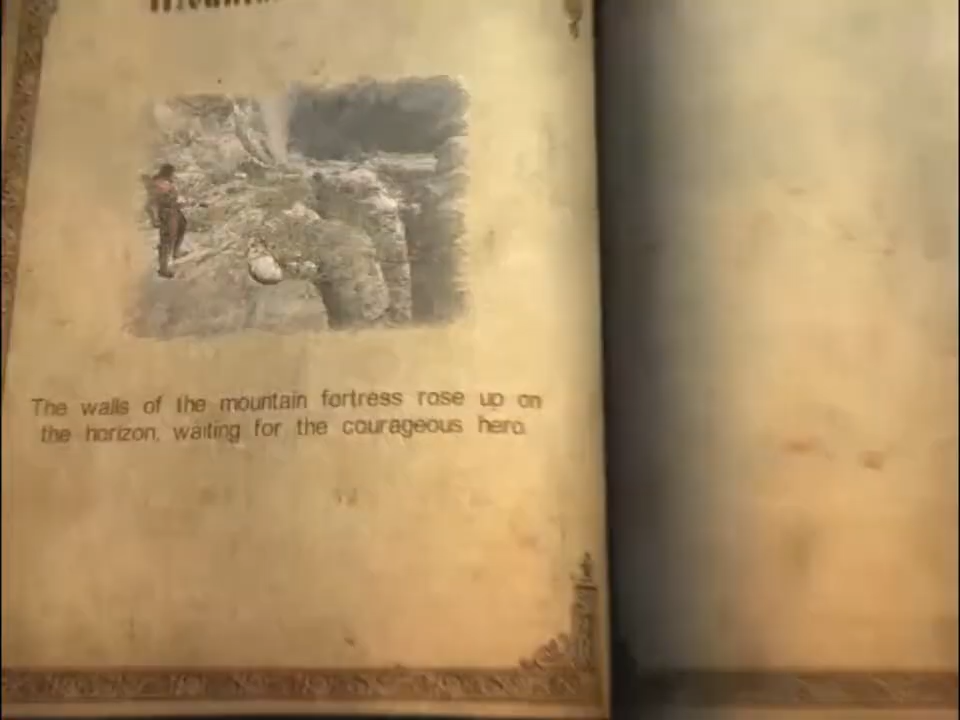 The walls of the mountain fortress rose up on
the horizon, waiting for the courageous hero.